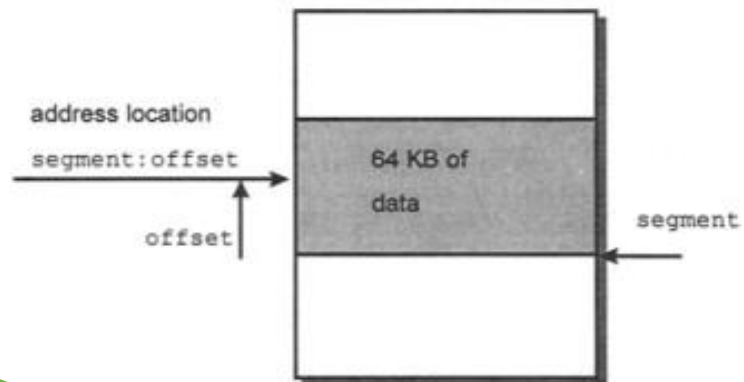 address location
segment:offset
offset
64 KB of
data
segment